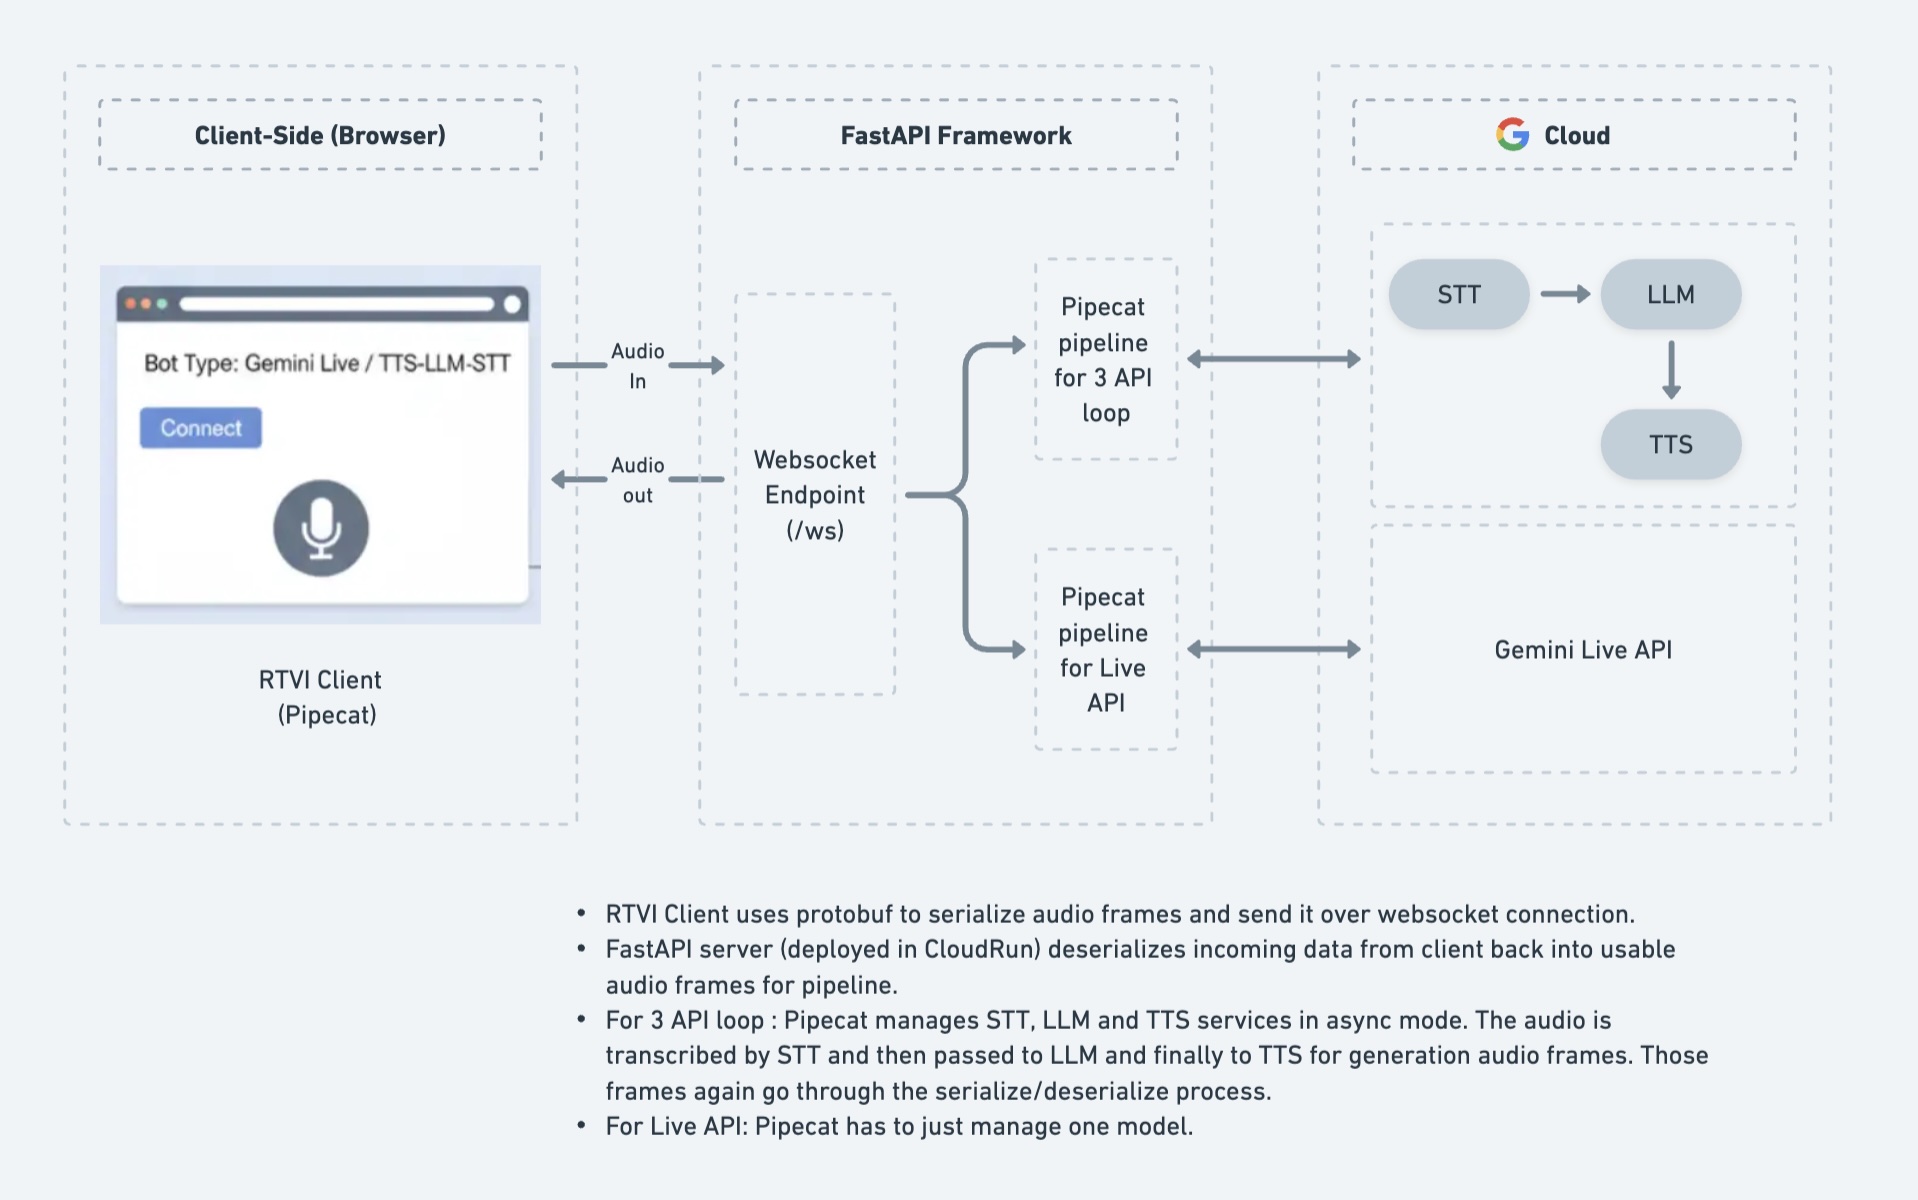 Client-Side (Browser)
FastAPI Framework
Cloud
Bot Type: Gemini Live / TTS-LLM-STT
Connect
RTVI Client
(Pipecat)
Audio
In
Audio
out
Websocket
Endpoint
(/ws)
Pipecat
pipeline
for 3 API
loop
Pipecat
pipeline
for Live
API
STT
LLM
TTS
Gemini Live API
• RTVI Client uses protobuf to serialize audio frames and send it over websocket connection.
• FastAPI server (deployed in CloudRun) deserializes incoming data from client back into usable
audio frames for pipeline.
• For 3 API loop : Pipecat manages STT, LLM and TTS services in async mode. The audio is
transcribed by STT and then passed to LLM and finally to TTS for generation audio frames. Those
frames again go through the serialize/deserialize process.
• For Live API: Pipecat has to just manage one model.